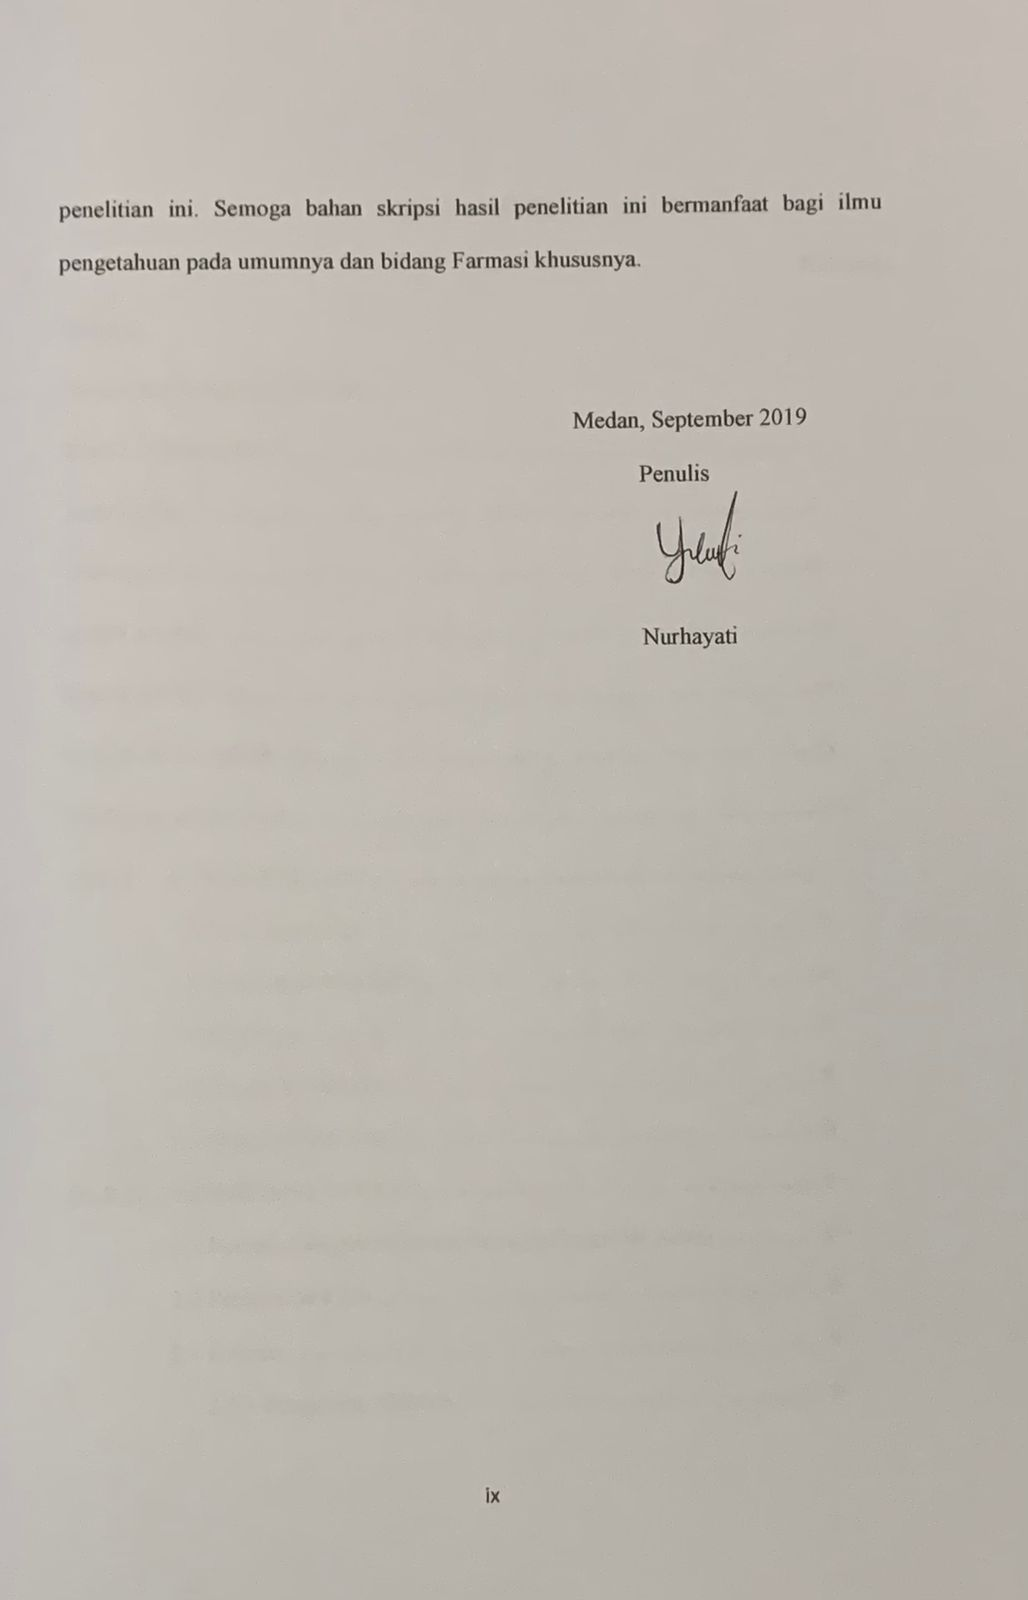 penelitian ini. Semoga bahan skripsi hasil penelitian ini bermanfaat bagi ilmu
pengetahuan pada umumnya dan bidang Farmasi khususnya.
Medan, September 2019
Penulis
Nurhayati
ix